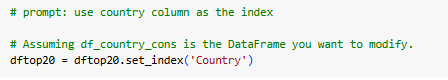 # prompt: use country column as the index
# Assuming df_country_cons is the DataFrame you want to modify.
dftop20 = dftop20.set_index('Country')